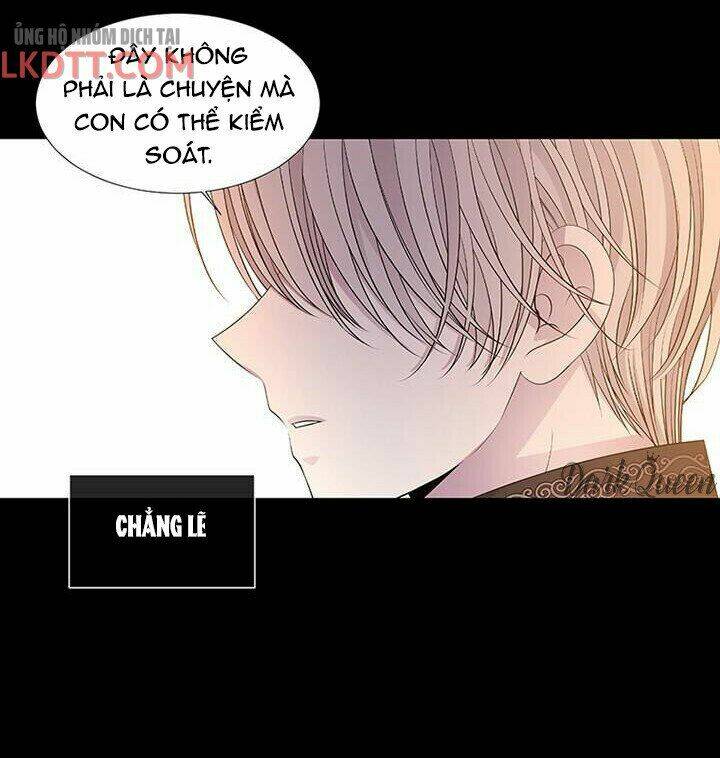 ỦNG HỘ NHÓM DỊCH TẠI
LKDTT.COM
ĐÂY KHÔNG
PHẢI LÀ CHUYỆN MÀ
CON CÓ THỂ KIỂM
SOÁT.
Dark Queen
CHẲNG LẼ